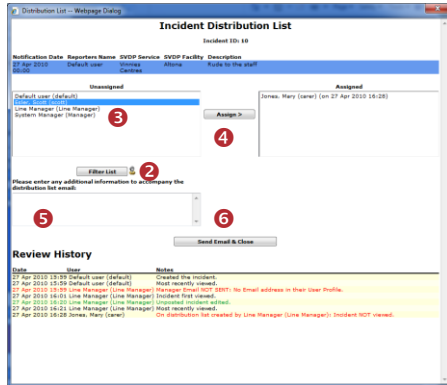 Distribution List -- Webpage Dialog
Incident Distribution List
Incident ID: 10
Notification Date Reporters Name SVDP Service SVDP Facility Description
27 Apr 2010 Default user Vinnies Altona Rude to the staff
00:00 Centres
Unassigned Assigned
Default user (default) Jones, Mary (carer) (on 27 Apr 2010 16:28)
Scott (scott)
Line Manager (Line Manager)
System Manager (Manager)
3
Assign >
4
Filter List 2
Please enter any additional information to accompany the
distribution list email:
5 6
Send Email & Close
Review History
Date User Notes
27 Apr 2010 15:59 Default user (default) Created the incident.
27 Apr 2010 15:59 Default user (default) Most recently viewed.
27 Apr 2010 15:59 Line Manager (Line Manager) Manager Email NOT SENT: No Email address in their User Profile.
27 Apr 2010 16:01 Line Manager (Line Manager) Incident first viewed.
27 Apr 2010 16:20 Line Manager (Line Manager) Unposted incident edited.
27 Apr 2010 16:21 Line Manager (Line Manager) Most recently viewed.
27 Apr 2010 16:28 Jones, Mary (carer) On distribution list created by Line Manager (Line Manager): Incident NOT viewed.